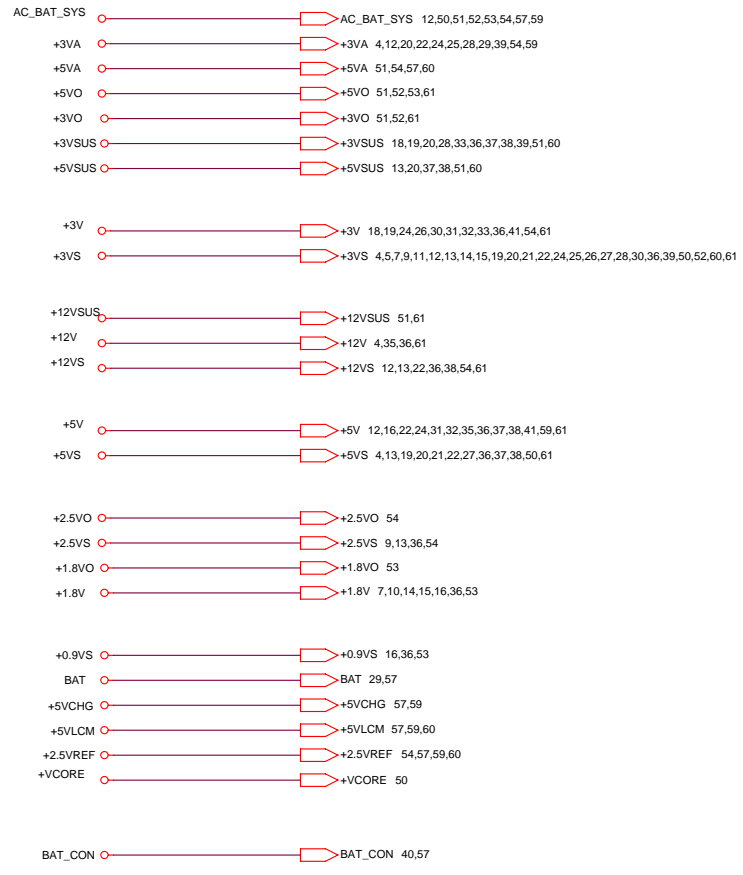 AC_BAT_SYS AC_BAT_SYS 12,50,51,52,53,54,57,59
+3VA +3VA 4,12,20,22,24,25,28,29,39,54,59
+5VA +5VA 51,54,57,60
+5VO +5VO 51,52,53,61
+3VO +3VO 51,52,61
+3VSUS +3VSUS 18,19,20,28,33,36,37,38,39,51,60
+5VSUS +5VSUS 13,20,37,38,51,60
+3V +3V 18,19,24,26,30,31,32,33,36,41,54,61
+3VS +3VS 4,5,7,9,11,12,13,14,15,19,20,21,22,24,25,26,27,28,30,36,39,50,52,60,61
+12VSUS +12VSUS 51,61
+12V +12V 4,35,36,61
+12VS +12VS 12,13,22,36,38,54,61
+5V +5V 12,16,22,24,31,32,35,36,37,38,41,59,61
+5VS +5VS 4,13,19,20,21,22,27,36,37,38,50,61
+2.5VO +2.5VO 54
+2.5VS +2.5VS 9,13,36,54
+1.8VO +1.8VO 53
+1.8V +1.8V 7,10,14,15,16,36,53
+0.9VS +0.9VS 16,36,53
BAT BAT 29,57
+5VCHG +5VCHG 57,59
+5VLCM +5VLCM 57,59,60
+2.5VREF +2.5VREF 54,57,59,60
+VCORE +VCORE 50
BAT_CON BAT_CON 40,57